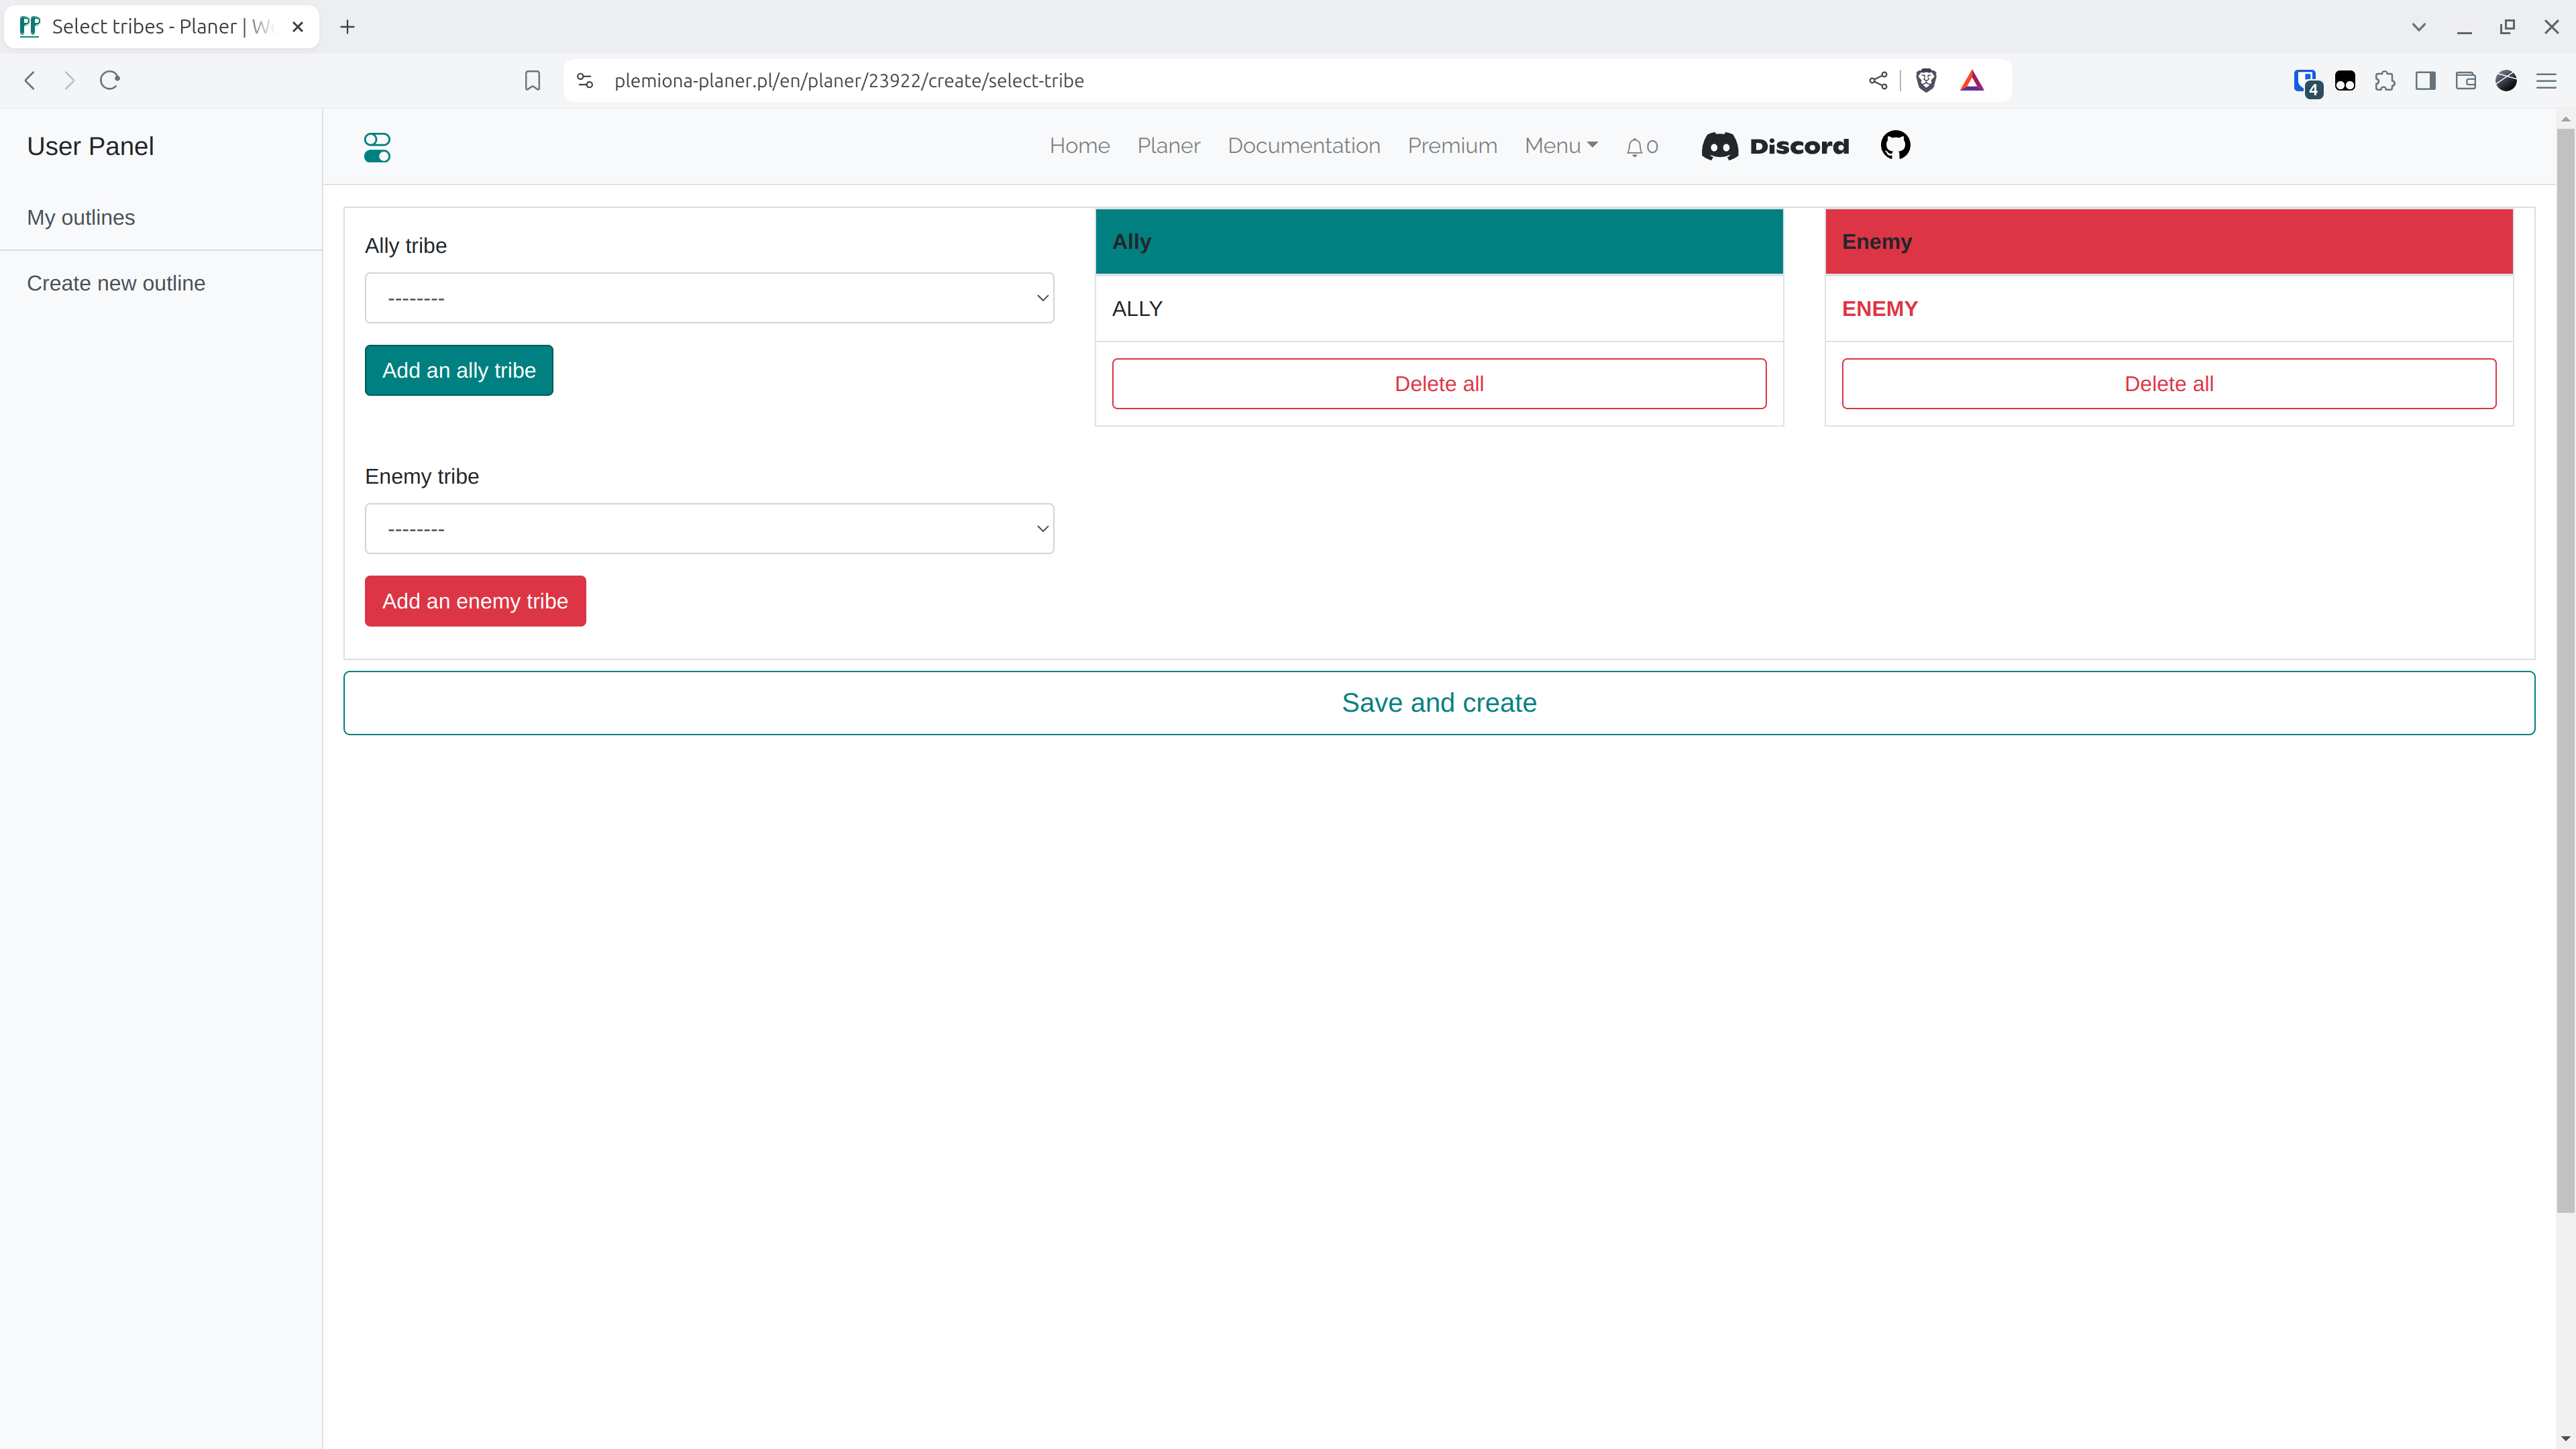 Select tribes - Planer | Wo
plemiona-planer.pl/en/planer/23922/create/select-tribe
4
User Panel
Home Planer Documentation Premium Menu 0 Discord
My outlines
Create new outline
Ally tribe
--------
Add an ally tribe
Enemy tribe
--------
Add an enemy tribe
Ally
ALLY
Delete all
Enemy
ENEMY
Delete all
Save and create